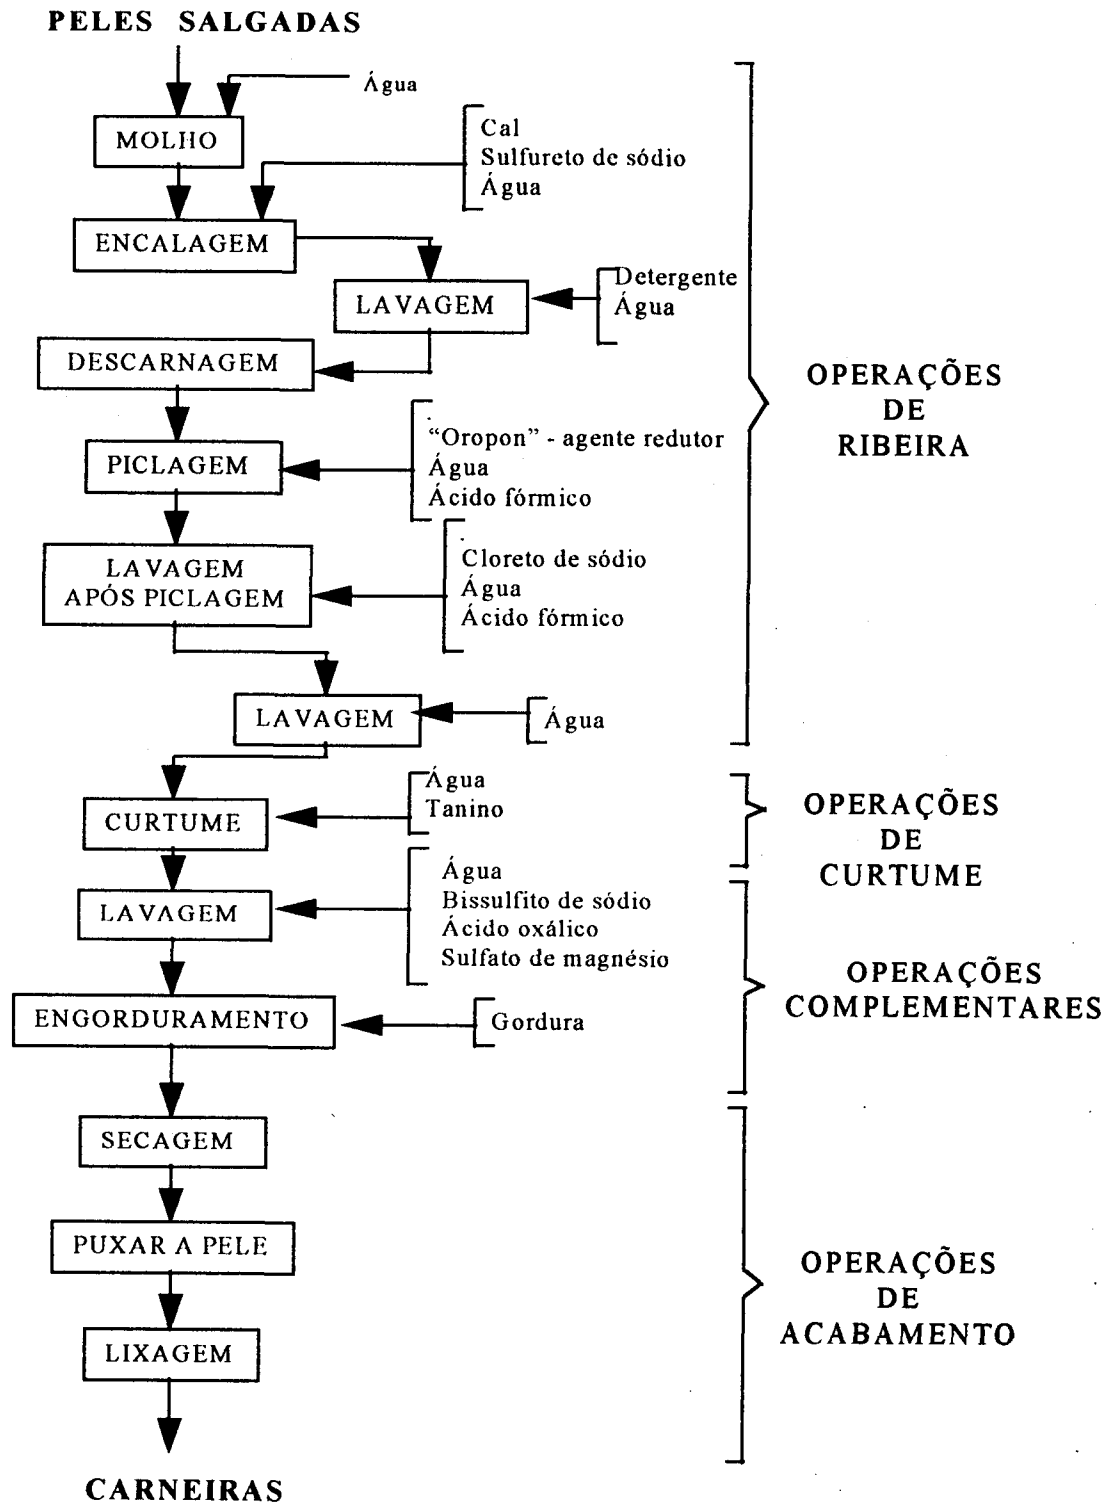 PELES SALGADAS
Água
MOLHO
Cal
Sulfureto de sódio
Água
ENCALAGEM
LAVAGEM
Detergente
Água
DESCARNAGEM
OPERAÇÕES
DE
RIBEIRA
"Oropon" - agente redutor
Água
Ácido fórmico
PICLAGEM
LAVAGEM
APÓS PICLAGEM
Cloreto de sódio
Água
Ácido fórmico
LAVAGEM
Água
CURTUME
Água
Tanino
OPERAÇÕES
DE
CURTUME
LAVAGEM
Água
Bissulfito de sódio
Ácido oxálico
Sulfato de magnésio
OPERAÇÕES
COMPLEMENTARES
ENGORDURAMENTO
Gordura
SECAGEM
PUXAR A PELE
OPERAÇÕES
DE
ACABAMENTO
LIXAGEM
CARNEIRAS